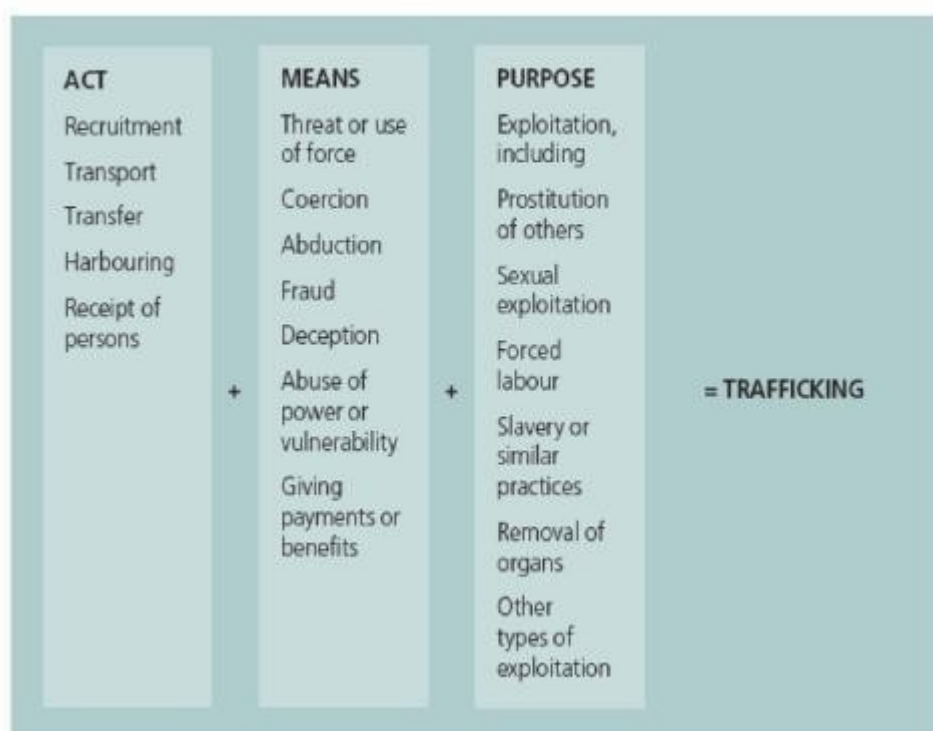 ACT
Recruitment
Transport
Transfer
Harbouring
Receipt of
persons
+
MEANS
Threat or use
of force
Coercion
Abduction
Fraud
Deception
Abuse of
power or
vulnerability
Giving
payments or
benefits
+
PURPOSE
Exploitation,
including
Prostitution
of others
Sexual
exploitation
Forced
labour
Slavery or
similar
practices
Removal of
organs
Other
types of
exploitation
= TRAFFICKING